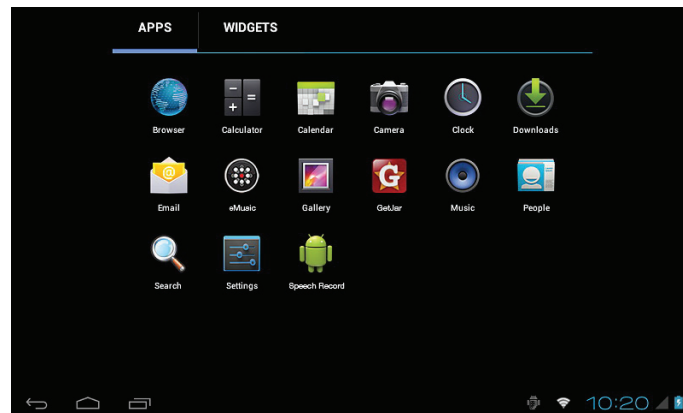 APPS WIDGETS
Browser Calculator Calendar Camera Clock Downloads
Email eMusic Gallery GetJar Music People
Search Settings Speech Record
10:20